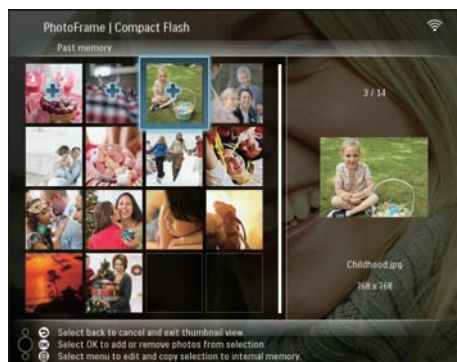 PhotoFrame | Compact Flash
Past memory
3 / 14
Childhood.jpg
768 x 768
Select back to cancel and exit thumbnail view.
OK Select OK to add or remove photos from selection.
Select menu to edit and copy selection to internal memory.